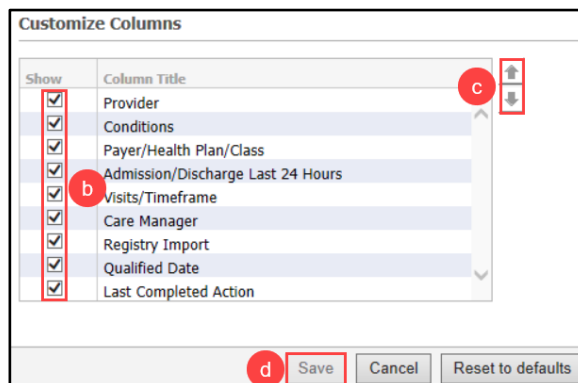 Customize Columns
Show Column Title
c
Provider
Conditions
Payer/Health Plan/Class
Admission/Discharge Last 24 Hours
b
Visits/Timeframe
Care Manager
Registry Import
Qualified Date
Last Completed Action
d Save Cancel Reset to defaults